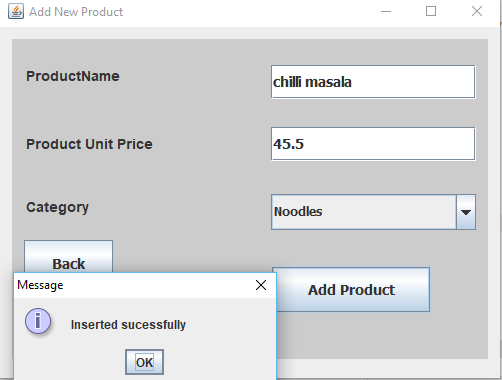 Add New Product
ProductName
chilli masala
Product Unit Price
45.5
Category
Noodles
Back
Add Product
Message
Inserted sucessfully
OK